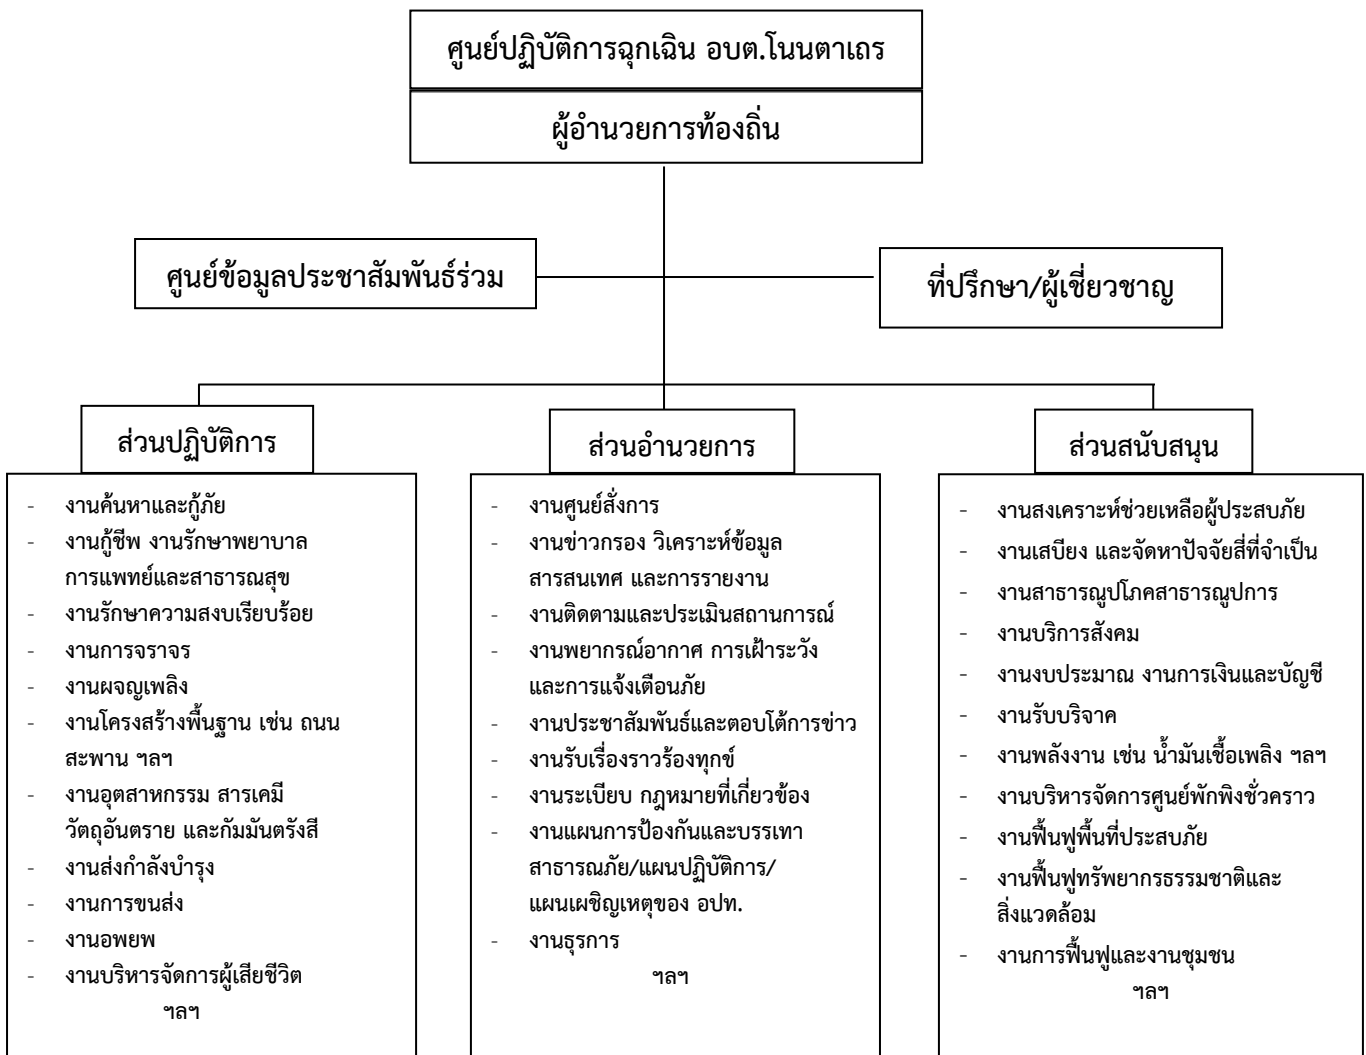 ศูนย์ปฏิบัติการฉุกเฉิน อบต.โนนตาเถร
ผู้อำนวยการท้องถิ่น
ศูนย์ข้อมูลประชาสัมพันธ์ร่วม
ที่ปรึกษา/ผู้เชี่ยวชาญ
ส่วนปฏิบัติการ
- งานค้นหาและกู้ภัย
- งานกู้ชีพ งานรักษาพยาบาล
การแพทย์และสาธารณสุข
- งานรักษาความสงบเรียบร้อย
- งานการจราจร
- งานผจญเพลิง
- งานโครงสร้างพื้นฐาน เช่น ถนน
สะพาน ฯลฯ
- งานอุตสาหกรรม สารเคมี
วัตถุอันตราย และกัมมันตรังสี
- งานส่งกำลังบำรุง
- งานการขนส่ง
- งานอพยพ
- งานบริหารจัดการผู้เสียชีวิต
ฯลฯ
ส่วนอำนวยการ
- งานศูนย์สั่งการ
- งานข่าวกรอง วิเคราะห์ข้อมูล
สารสนเทศ และการรายงาน
- งานติดตามและประเมินสถานการณ์
- งานพยากรณ์อากาศ การเฝ้าระวัง
และการแจ้งเตือนภัย
- งานประชาสัมพันธ์และตอบโต้การข่าว
- งานรับเรื่องราวร้องทุกข์
- งานระเบียบ กฎหมายที่เกี่ยวข้อง
- งานแผนการป้องกันและบรรเทา
สาธารณภัย/แผนปฏิบัติการ/
แผนเผชิญเหตุของ อปท.
- งานธุรการ
ฯลฯ
ส่วนสนับสนุน
- งานสงเคราะห์ช่วยเหลือผู้ประสบภัย
- งานเสบียง และจัดหาปัจจัยสี่ที่จำเป็น
- งานสาธารณูปโภคสาธารณูปการ
- งานบริการสังคม
- งานงบประมาณ งานการเงินและบัญชี
- งานรับบริจาค
- งานพลังงาน เช่น น้ำมันเชื้อเพลิง ฯลฯ
- งานบริหารจัดการศูนย์พักพิงชั่วคราว
- งานฟื้นฟูพื้นที่ประสบภัย
- งานฟื้นฟูทรัพยากรธรรมชาติและ
สิ่งแวดล้อม
- งานการฟื้นฟูและงานชุมชน
ฯลฯ